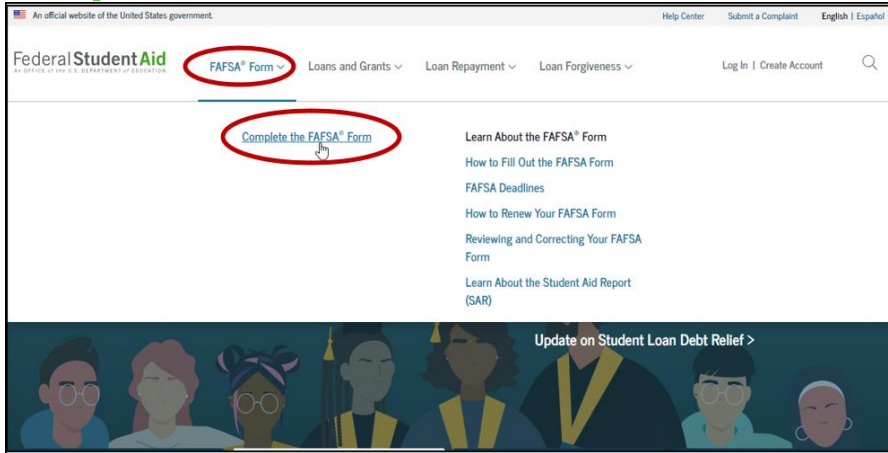 An official website of the United States government.
Help Center Submit a Complaint English | Español
Federal Student Aid
An OFFICE of the U.S. DEPARTMENT of EDUCATION
FAFSA® Form Loans and Grants Loan Repayment Loan Forgiveness
Log In | Create Account
Complete the FAFSA® Form
Learn About the FAFSA® Form
How to Fill Out the FAFSA Form
FAFSA Deadlines
How to Renew Your FAFSA Form
Reviewing and Correcting Your FAFSA
Form
Learn About the Student Aid Report
(SAR)
Update on Student Loan Debt Relief >